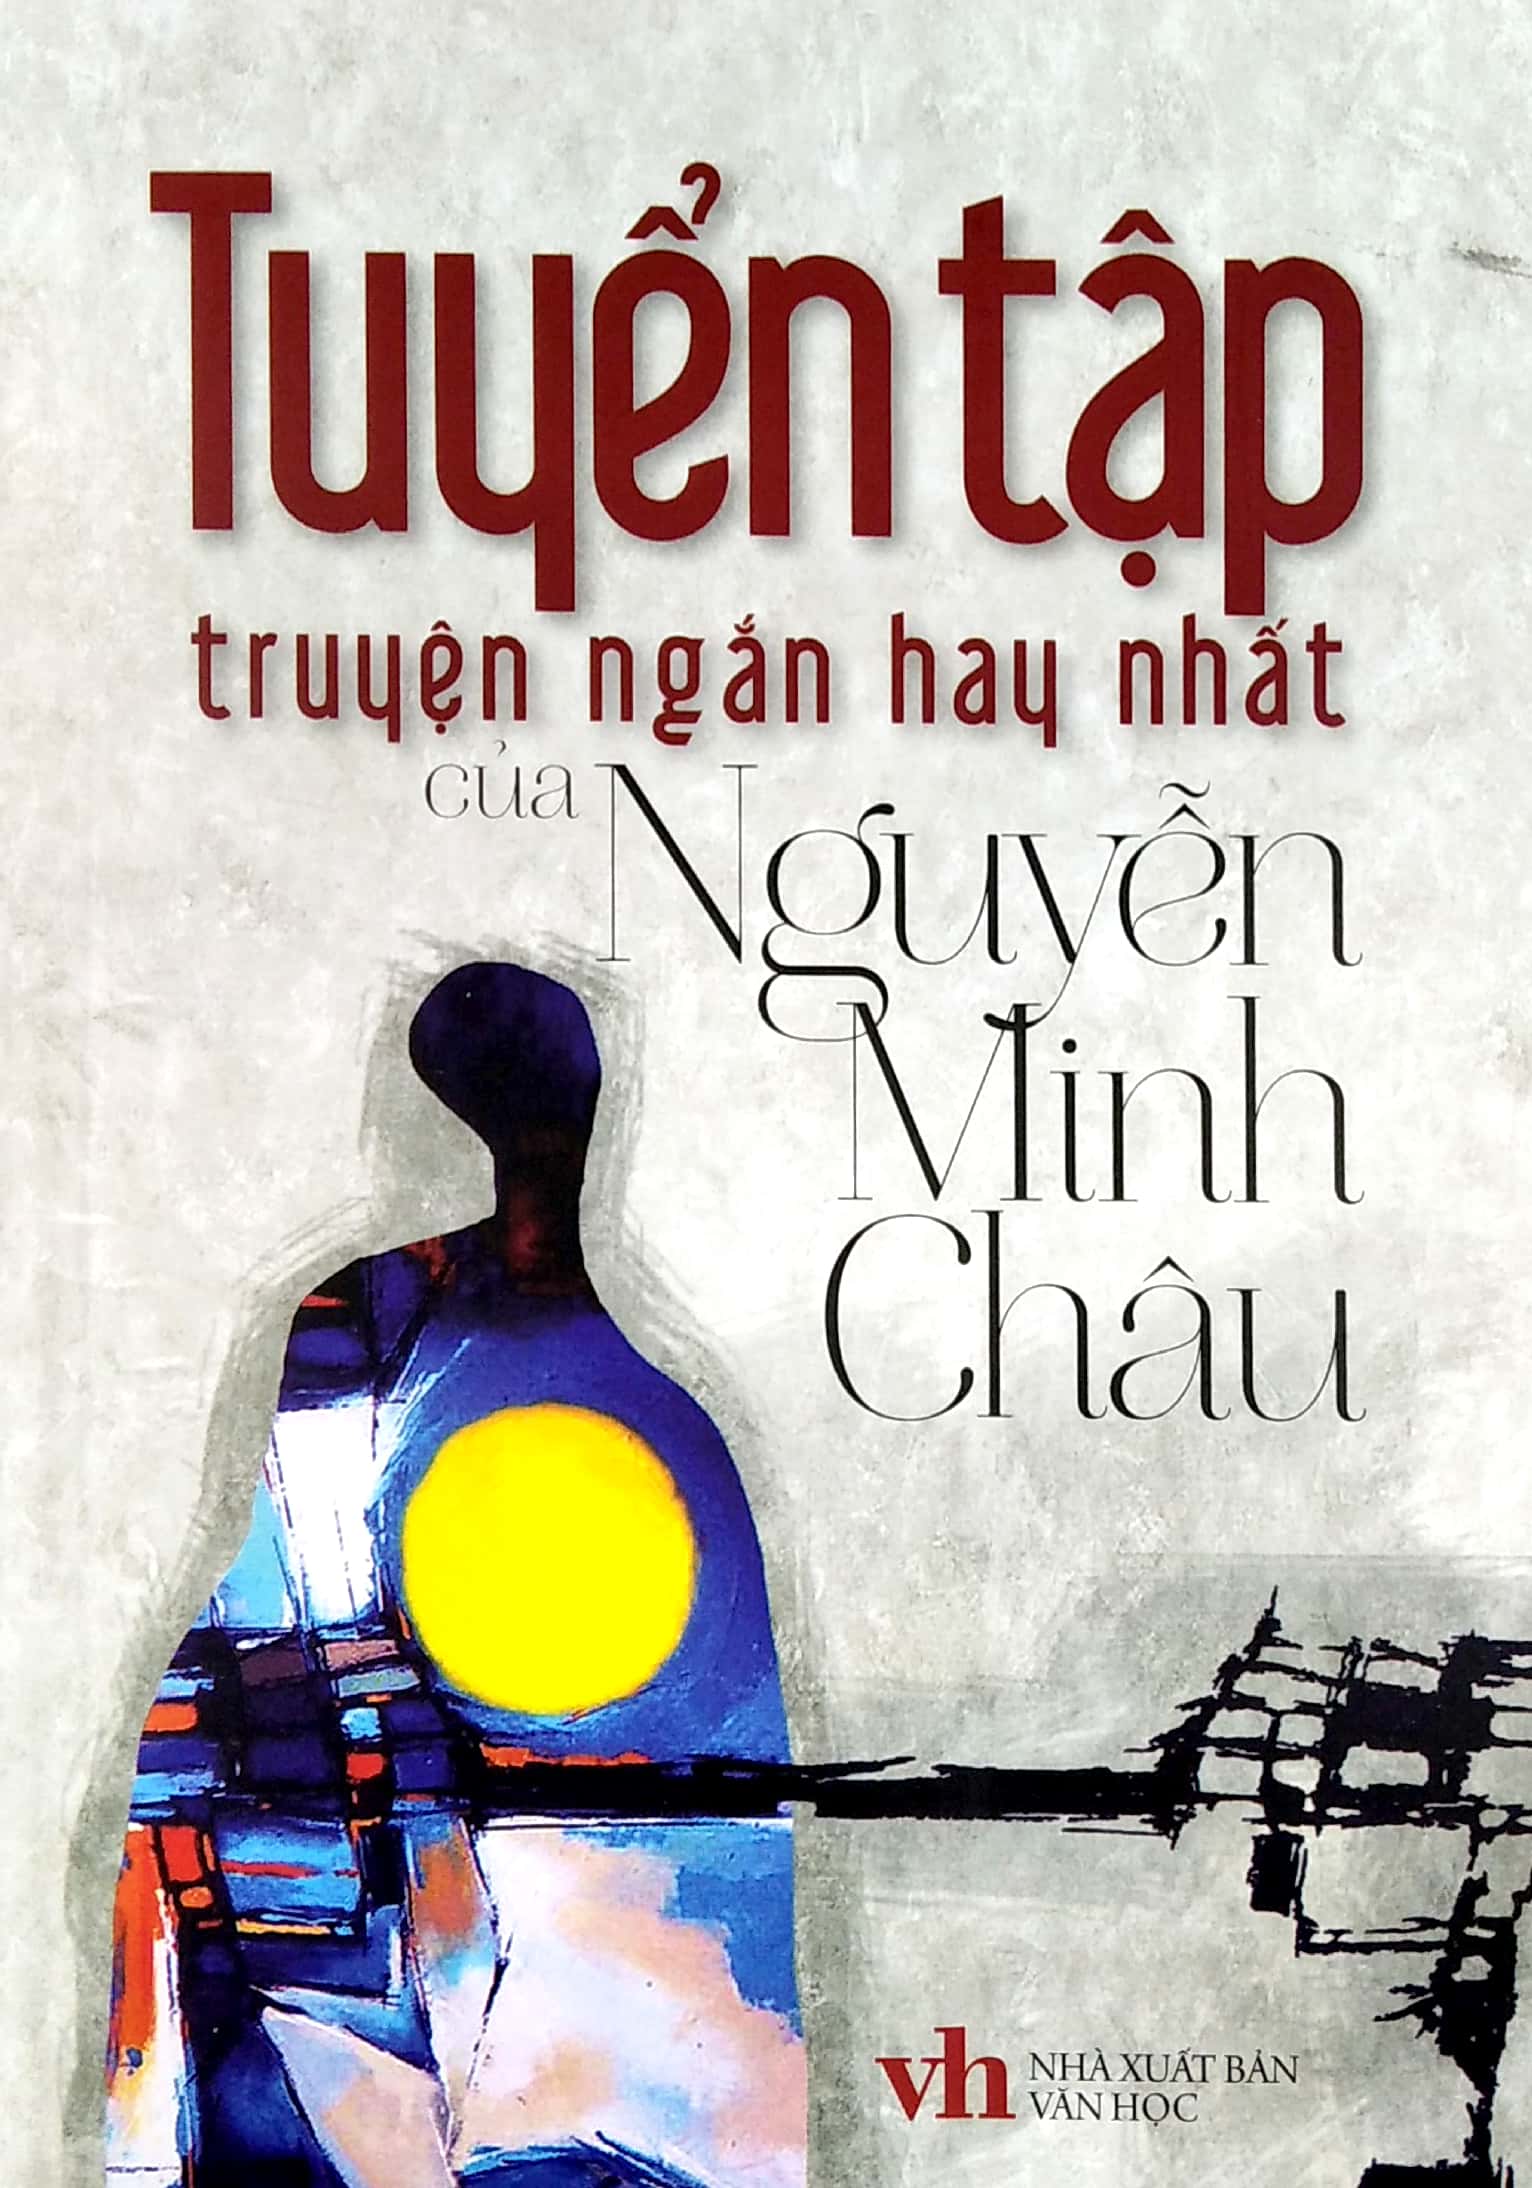 Tuyển tập
truyện ngắn hay nhất
của Nguyễn
Minh
Châu
vh NHÀ XUẤT BẢN
VĂN HỌC